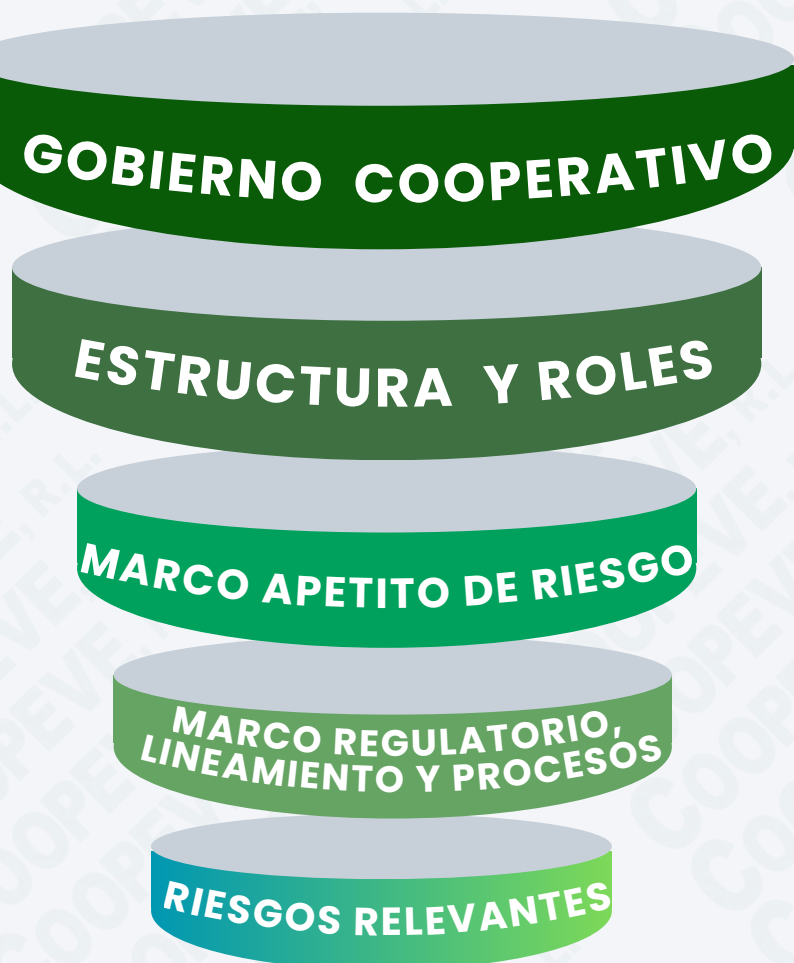 GOBIERNO COOPERATIVO
ESTRUCTURA Y ROLES
MARCO APETITO DE RIESGO
MARCO REGULATORIO,
LINEAMIENTO Y PROCESOS
RIESGOS RELEVANTES